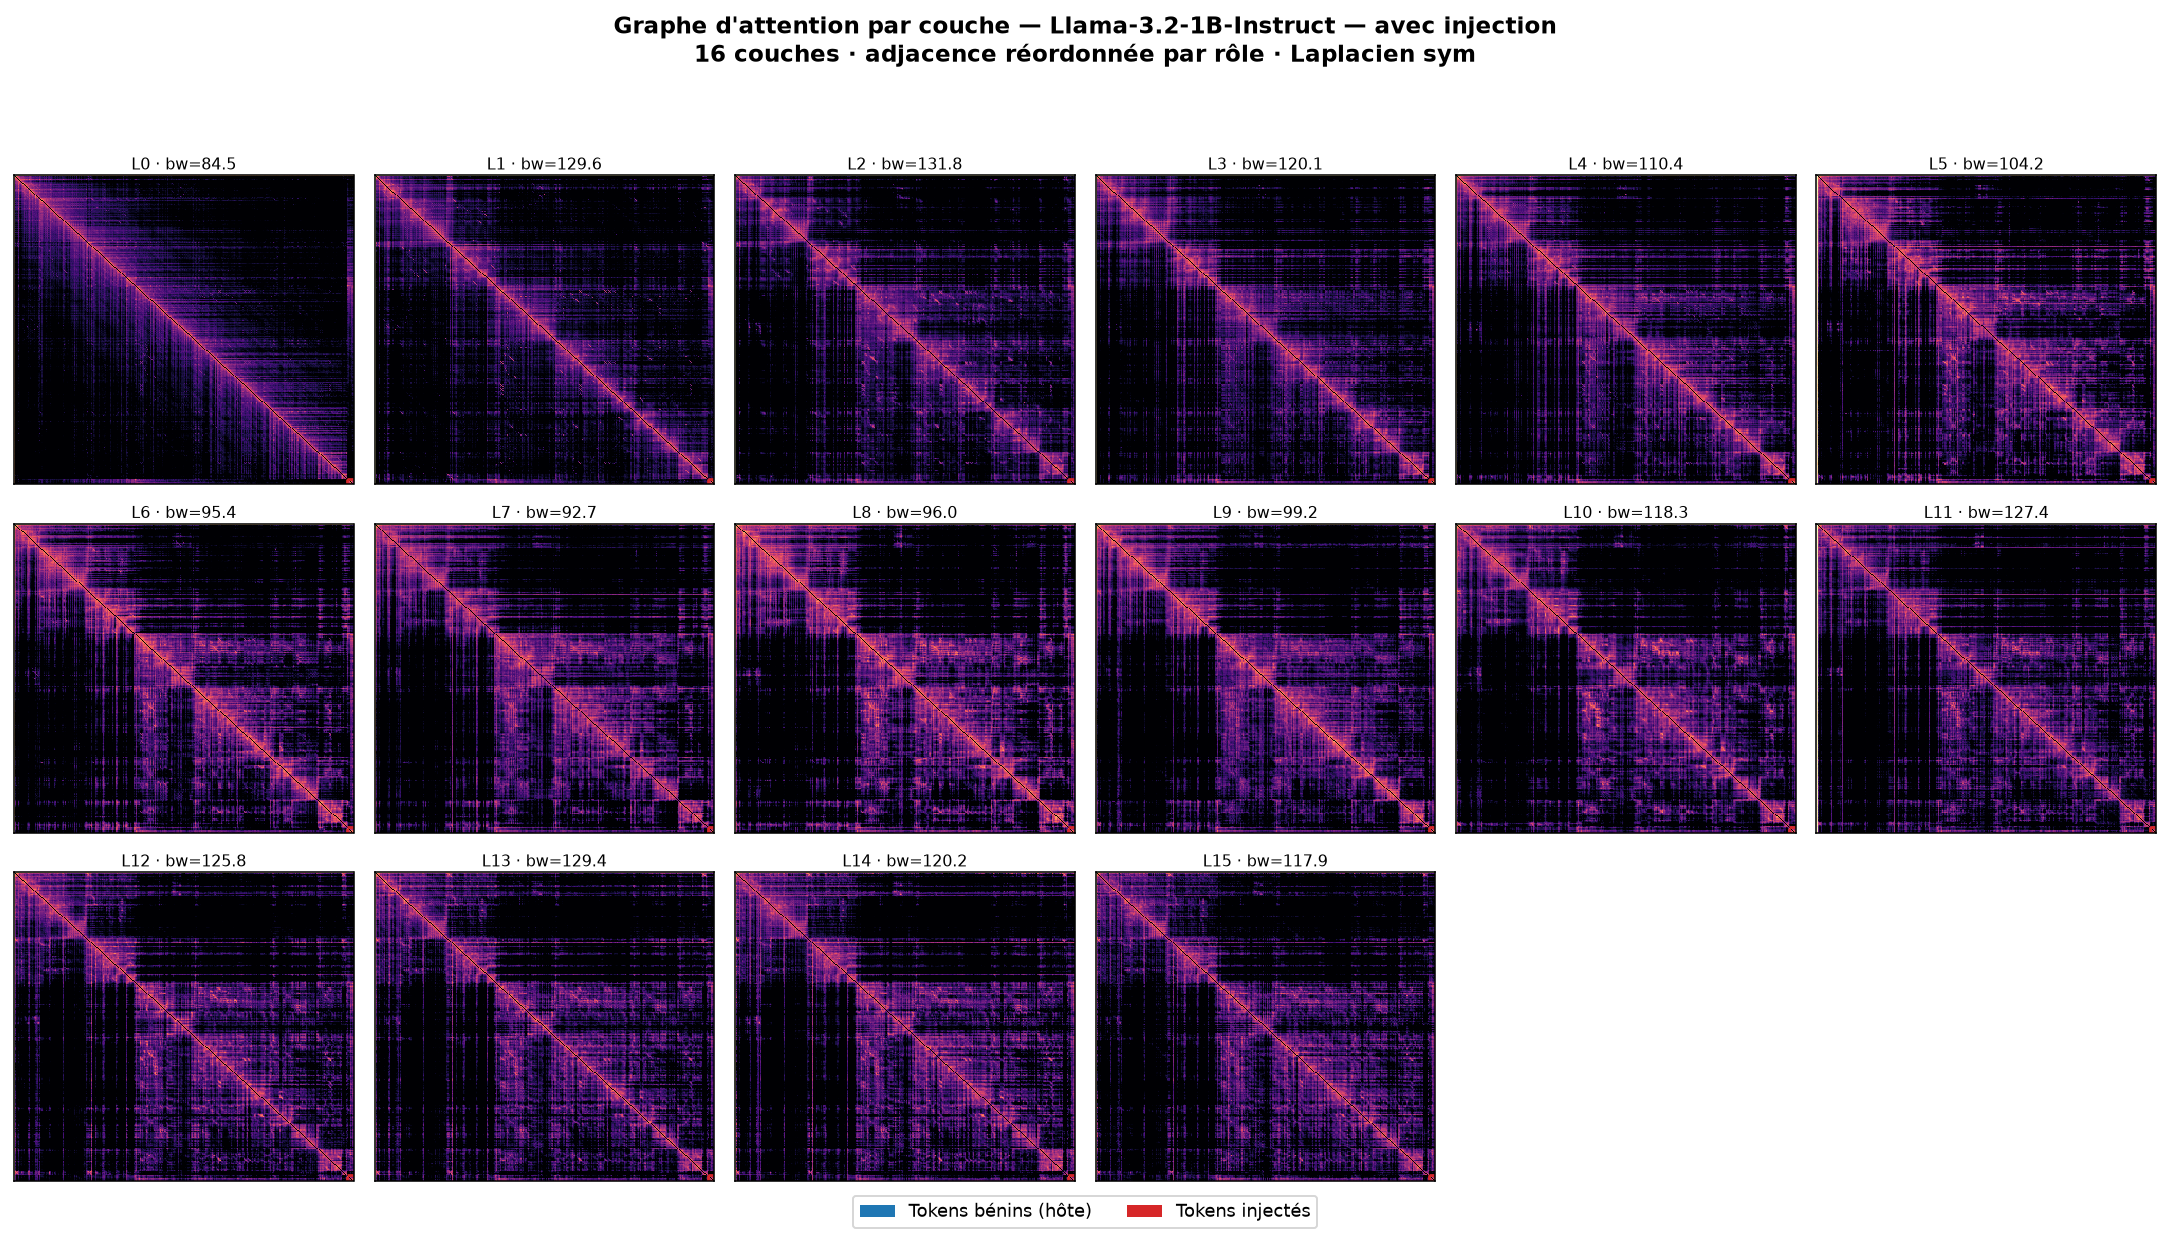 Graphe d'attention par couche — Llama-3.2-1B-Instruct — avec injection
16 couches · adjacence réordonnée par rôle · Laplacien sym
L0 · bw=84.5
L1 · bw=129.6
L2 · bw=131.8
L3 · bw=120.1
L4 · bw=110.4
L5 · bw=104.2
L6 · bw=95.4
L7 · bw=92.7
L8 · bw=96.0
L9 · bw=99.2
L10 · bw=118.3
L11 · bw=127.4
L12 · bw=125.8
L13 · bw=129.4
L14 · bw=120.2
L15 · bw=117.9
Tokens bénins (hôte)
Tokens injectés